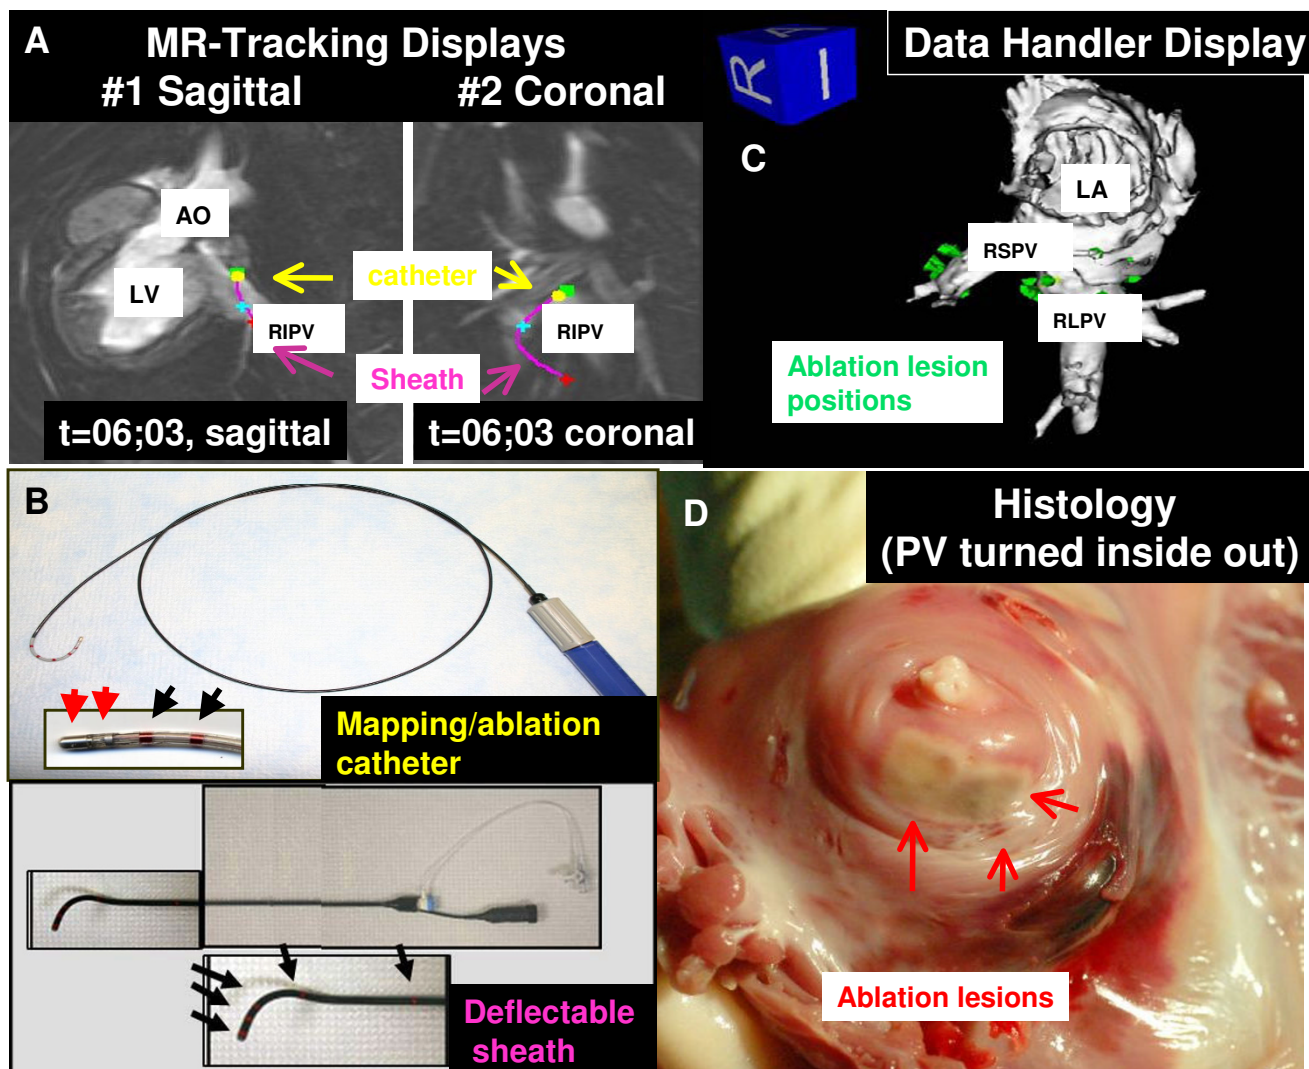 A
MR-Tracking Displays
#1 Sagittal
#2 Coronal
AO
LV
RIPV
catheter
Sheath
RIPV
t=06;03, sagittal
t=06;03 coronal
R
A
I
Data Handler Display
C
LA
RSPV
RLPV
Ablation lesion
positions
B
Mapping/ablation
catheter
Deflectable
sheath
D
Histology
(PV turned inside out)
Ablation lesions